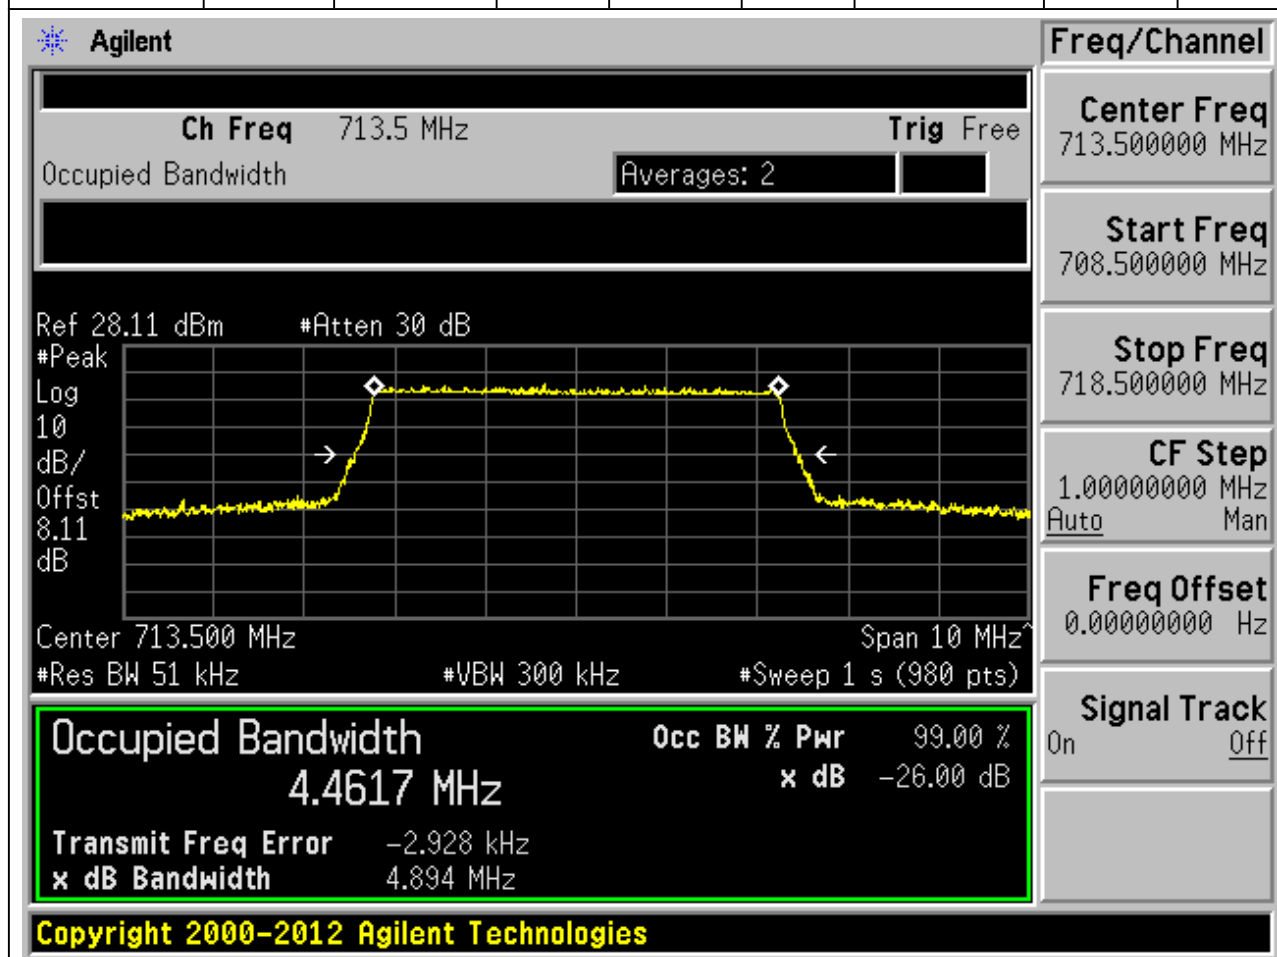 Agilent
Freq/Channel
Ch Freq 713.5 MHz Trig Free
Occupied Bandwidth Averages: 2
Ref 28.11 dBm #Atten 30 dB
#Peak
Log
10
dB/
Offst
8.11
dB
Center 713.500 MHz Span 10 MHz^
#Res BW 51 kHz #VBW 300 kHz #Sweep 1 s (980 pts)
Occupied Bandwidth Occ BW % Pwr 99.00 %
4.4617 MHz x dB -26.00 dB
Transmit Freq Error -2.928 kHz
x dB Bandwidth 4.894 MHz
Center Freq
713.500000 MHz
Start Freq
708.500000 MHz
Stop Freq
718.500000 MHz
CF Step
1.00000000 MHz
Auto Man
Freq Offset
0.00000000 Hz
Signal Track
On Off
Copyright 2000-2012 Agilent Technologies